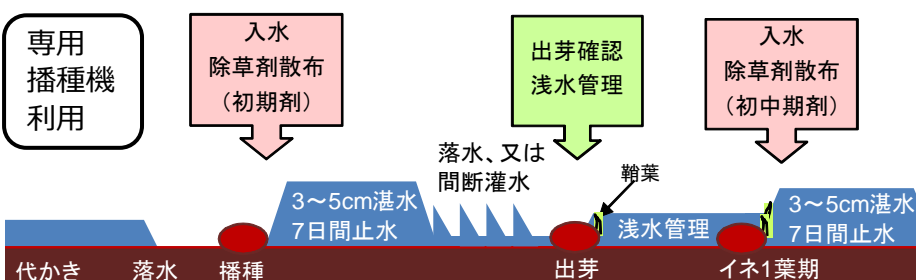 専用
播種機
利用
入水
除草剤散布
（初期剤）
出芽確認
浅水管理
入水
除草剤散布
（初中期剤）
落水、又は
間断灌水
鞘葉
3～5cm湛水
7日間止水
浅水管理
3～5cm湛水
7日間止水
代かき
落水
播種
出芽
イネ1葉期